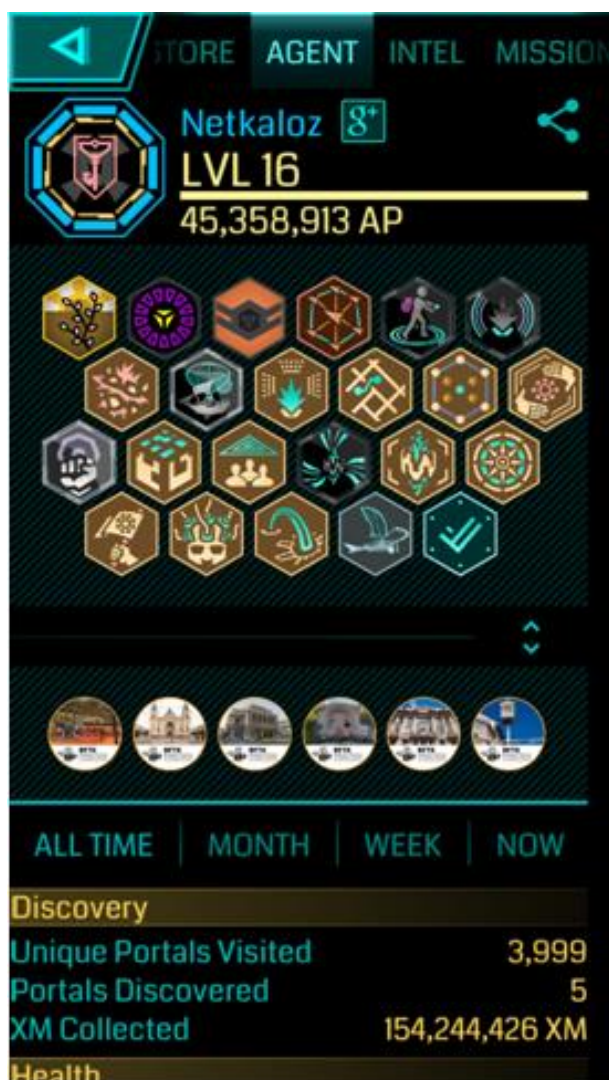 STORE AGENT INTEL MISSION
Netkaloz g+
LVL 16
45,358,913 AP
ALL TIME MONTH WEEK NOW
Discovery
Unique Portals Visited 3,999
Portals Discovered 5
XM Collected 154,244,426 XM
Health